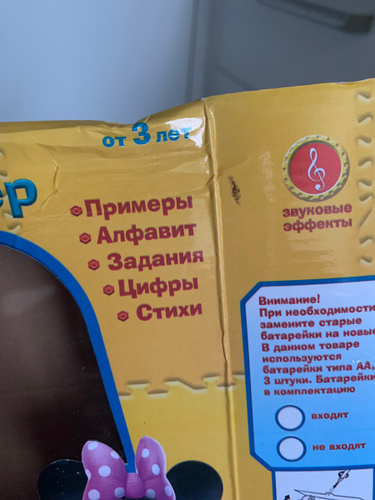 от 3 лет
ер
Примеры
Алфавит
Задания
Цифры
Стихи
звуковые
эффекты
Внимание!
При необходимости
замените старые
батарейки на новые
В данном товаре
используются
батарейки типа АА,
3 штуки. Батарейки
в комплектацию
входят
не входят